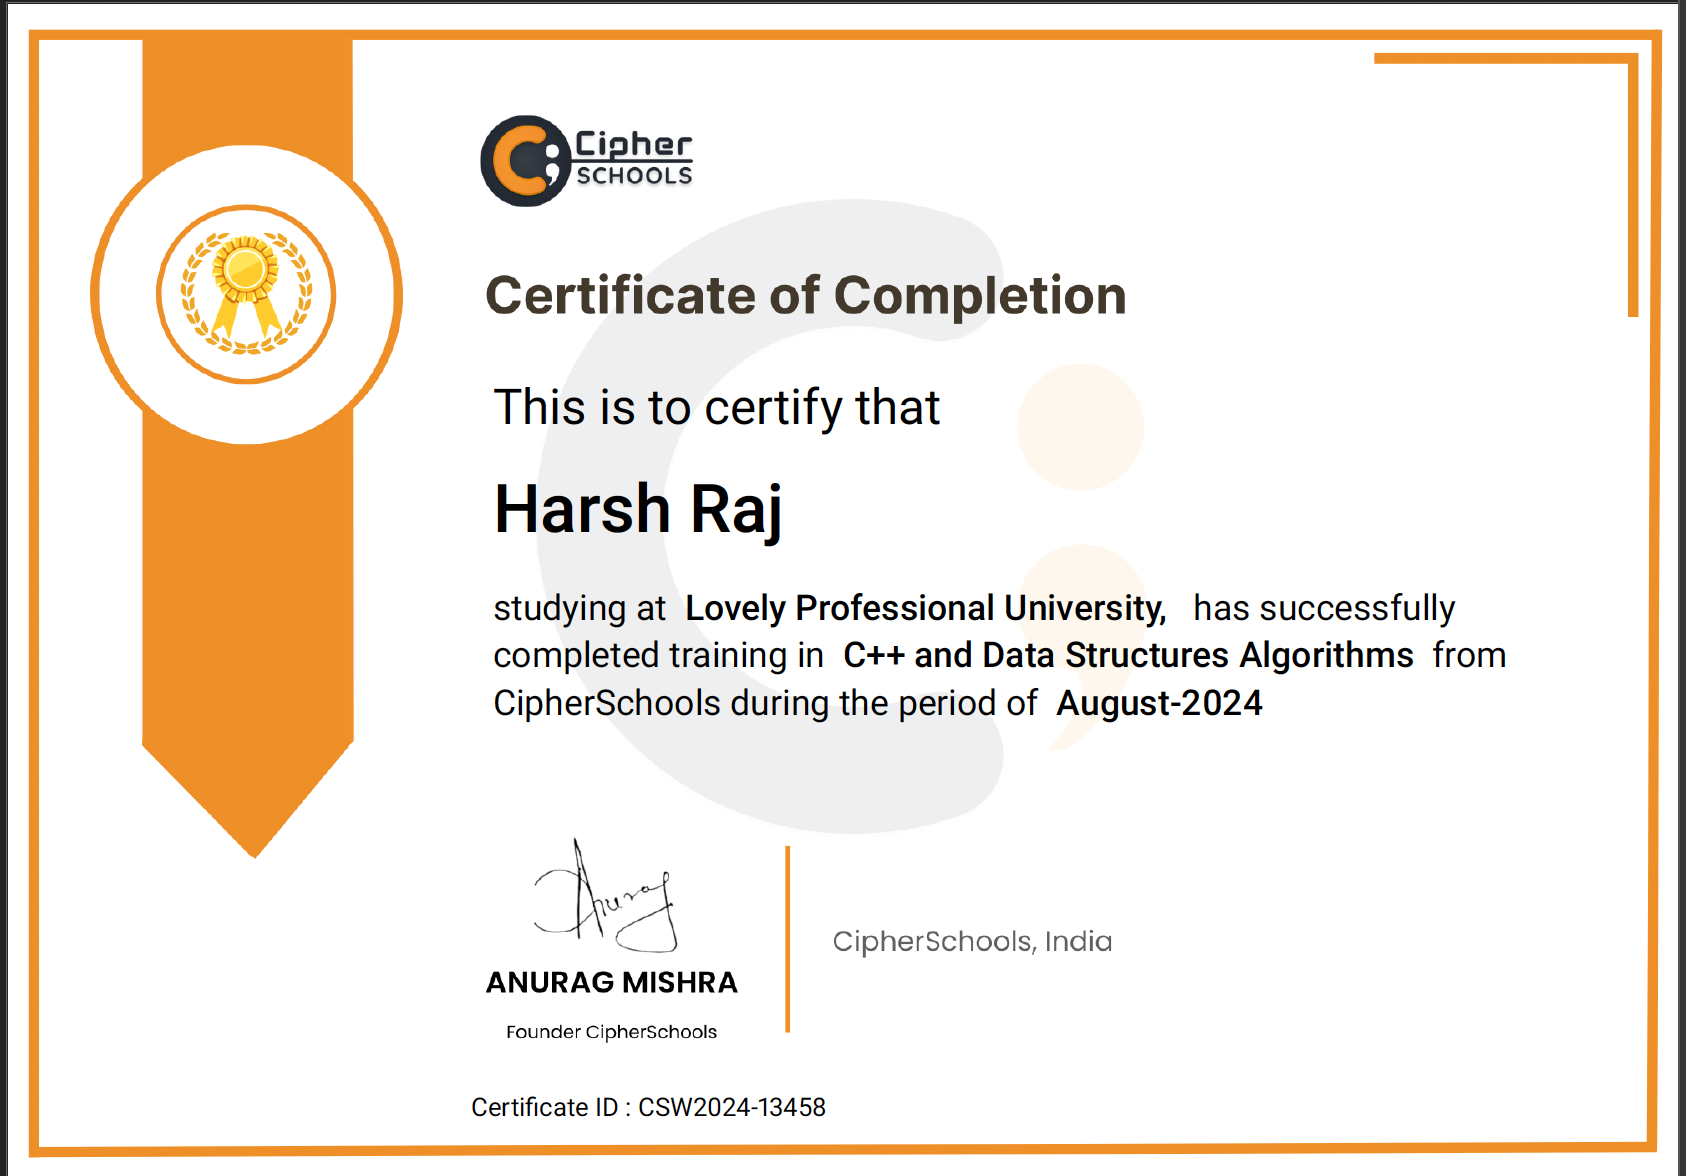 Cipher
SCHOOLS
Certificate of Completion
This is to certify that
Harsh Raj
studying at Lovely Professional University, has successfully
completed training in C++ and Data Structures Algorithms from
CipherSchools during the period of August-2024
Anurag
ANURAG MISHRA
Founder CipherSchools
CipherSchools, India
Certificate ID : CSW2024-13458